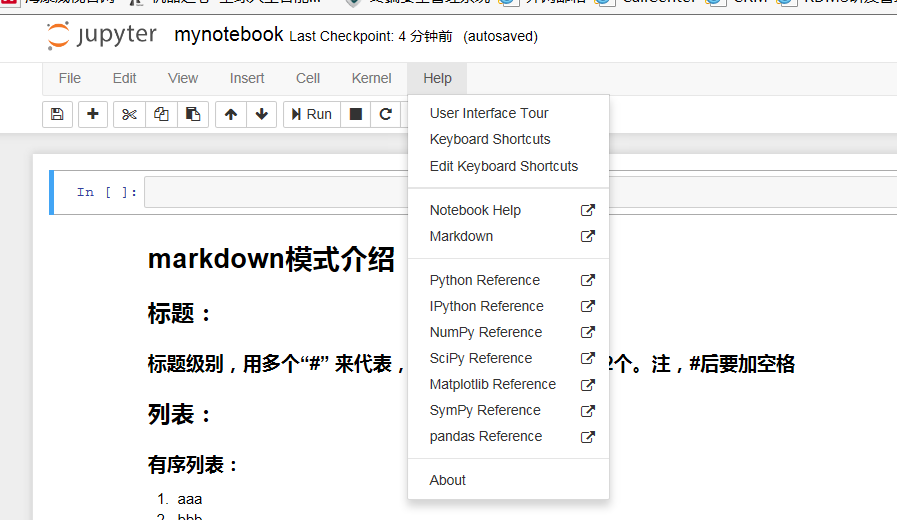 jupyter mynotebook Last Checkpoint: 4 分钟前 (autosaved)
File Edit View Insert Cell Kernel Help
Run
User Interface Tour
Keyboard Shortcuts
Edit Keyboard Shortcuts
Notebook Help
Markdown
Python Reference
IPython Reference
NumPy Reference
SciPy Reference
Matplotlib Reference
SymPy Reference
pandas Reference
About
In [ ]:
markdown模式介绍
标题：
标题级别，用多个“#” 来代表， 2个。注，#后要加空格
列表：
有序列表：
1. aaa
2. bbb